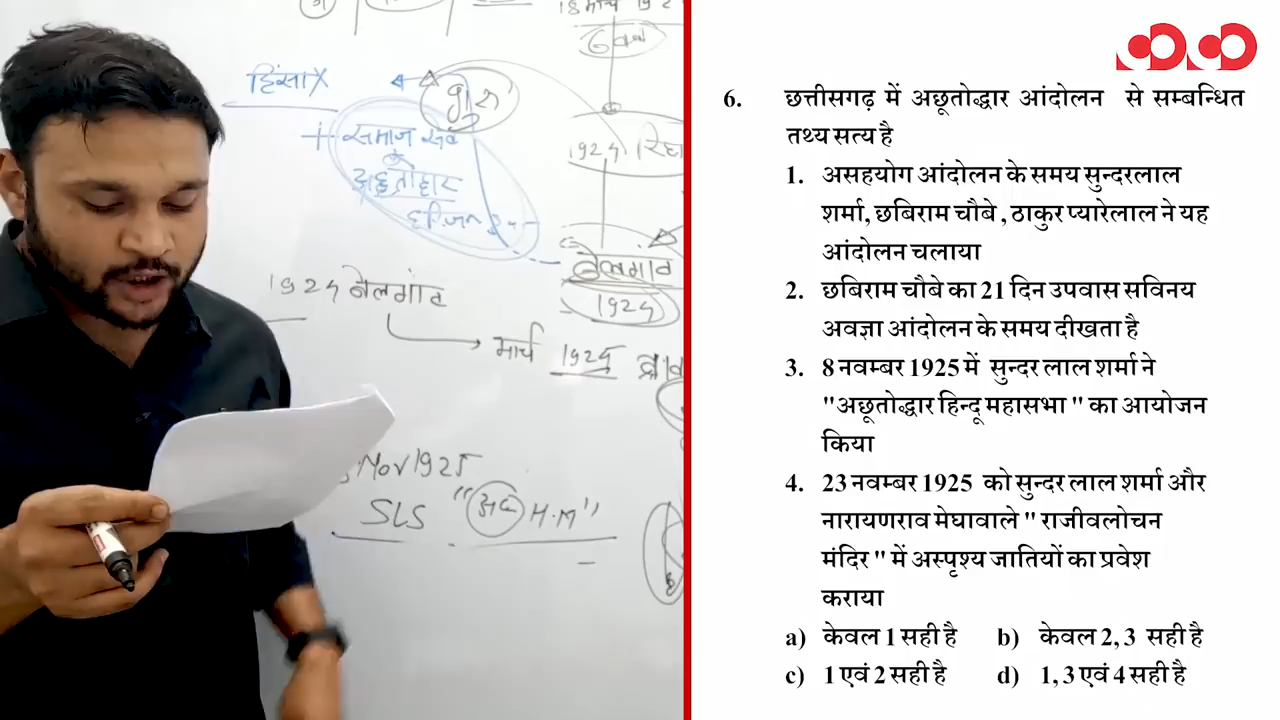 हिंसा X
गुरु
+ समाज सेवा
अछूतोद्धार
हरिजन
1924
बेलगांव
1924
1924 बेलगांव
मार्च 1925
Nov 1925
SLS "अछू H.M"
6. छत्तीसगढ़ में अछूतोद्धार आंदोलन से सम्बन्धित
तथ्य सत्य है
1. असहयोग आंदोलन के समय सुन्दरलाल
शर्मा, छबिराम चौबे , ठाकुर प्यारेलाल ने यह
आंदोलन चलाया
2. छबिराम चौबे का 21 दिन उपवास सविनय
अवज्ञा आंदोलन के समय दीखता है
3. 8 नवम्बर 1925 में सुन्दर लाल शर्मा ने
"अछूतोद्धार हिन्दू महासभा " का आयोजन
किया
4. 23 नवम्बर 1925 को सुन्दर लाल शर्मा और
नारायणराव मेघावाले " राजीवलोचन
मंदिर " में अस्पृश्य जातियों का प्रवेश
कराया
a) केवल 1 सही है b) केवल 2, 3 सही है
c) 1 एवं 2 सही है d) 1, 3 एवं 4 सही है